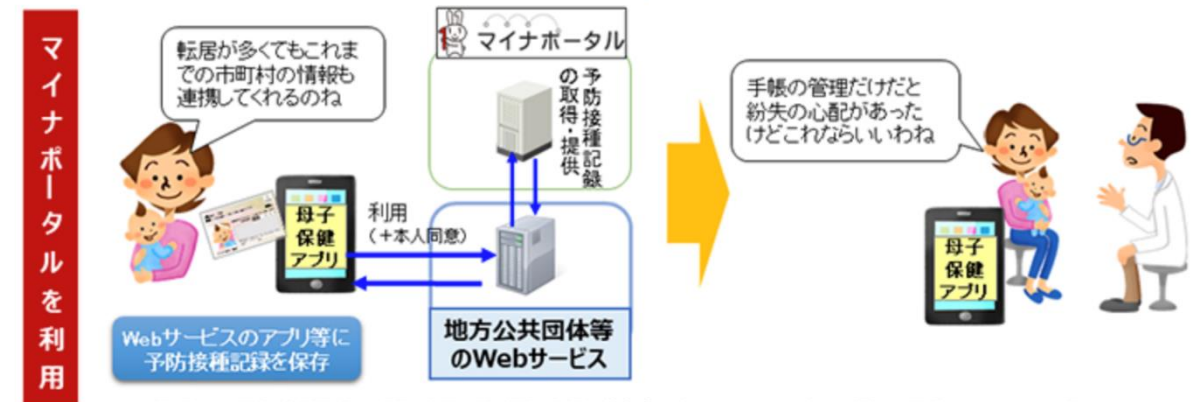 マイナポータルを利用
転居が多くてもこれま
での市町村の情報も
連携してくれるのね
マイナポータル
予防接種記録
の取得・提供
母子
保健
アプリ
利用
（＋本人同意）
Webサービスのアプリ等に
予防接種記録を保存
地方公共団体等
のWebサービス
手帳の管理だけだと
紛失の心配があった
けどこれならいいわね
母子
保健
アプリ